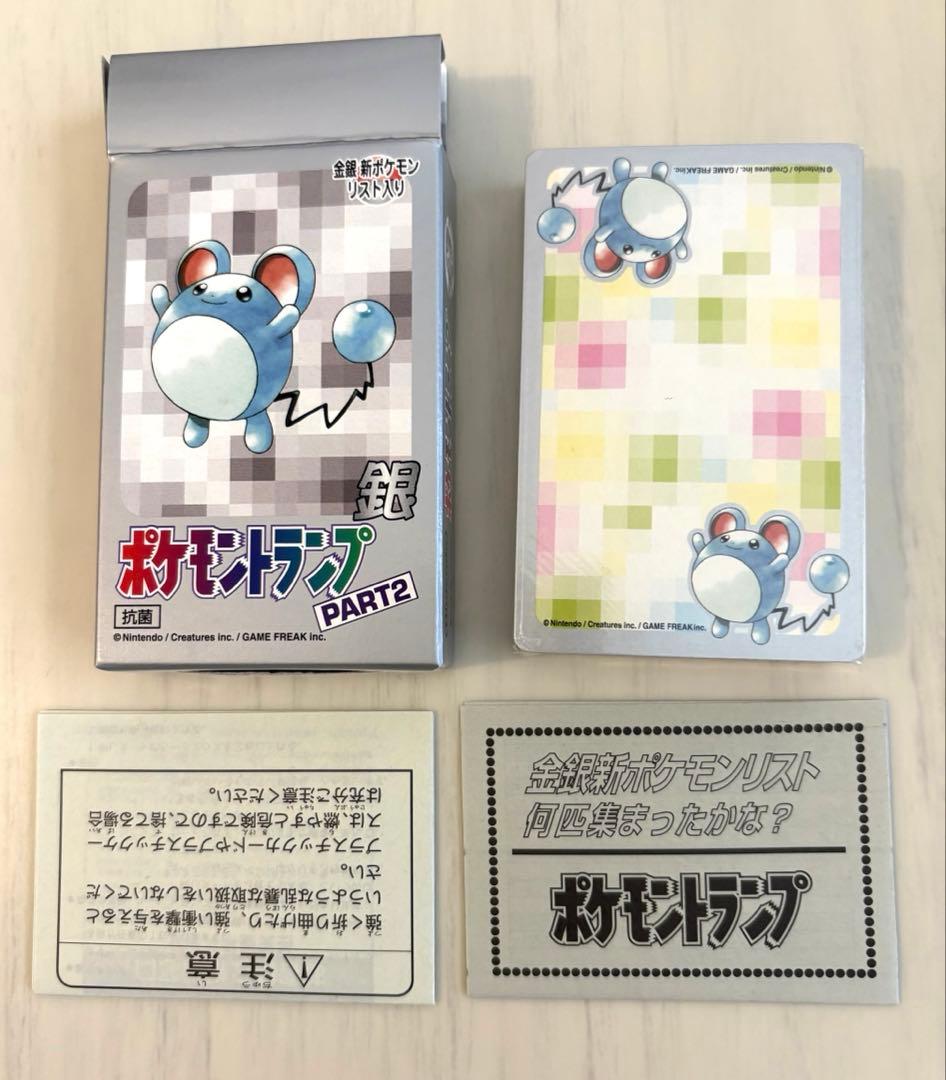 金銀 新ポケモン
リスト入り
銀
ポケモントランプ
PART2
抗菌
©Nintendo / Creatures inc. / GAME FREAK inc.
©Nintendo / Creatures inc. / GAME FREAK inc.
©Nintendo / Creatures inc. / GAME FREAK inc.
注意
ちゅう い
強く折り曲げたり、強い衝撃を与えると
いうような乱暴な取扱いをしないでくだ
さい。
プラスチックカードやプラスチックケー
スは、燃やすと危険ですので、捨てる場合
は充分ご注意ください。
金銀新ポケモンリスト
何匹集まったかな?
ポケモントランプ